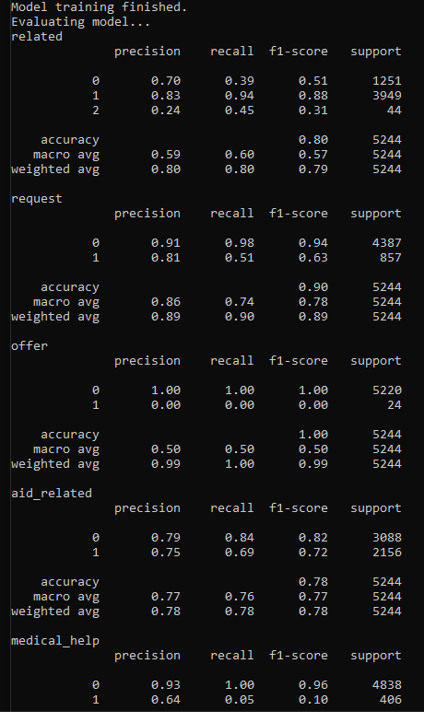 Model training finished.
Evaluating model...
related
precision recall f1-score support
0 0.70 0.39 0.51 1251
1 0.83 0.94 0.88 3949
2 0.24 0.45 0.31 44
accuracy 0.80 5244
macro avg 0.59 0.60 0.57 5244
weighted avg 0.80 0.80 0.79 5244
request
precision recall f1-score support
0 0.91 0.98 0.94 4387
1 0.81 0.51 0.63 857
accuracy 0.90 5244
macro avg 0.86 0.74 0.78 5244
weighted avg 0.89 0.90 0.89 5244
offer
precision recall f1-score support
0 1.00 1.00 1.00 5220
1 0.00 0.00 0.00 24
accuracy 1.00 5244
macro avg 0.50 0.50 0.50 5244
weighted avg 0.99 1.00 0.99 5244
aid_related
precision recall f1-score support
0 0.79 0.84 0.82 3088
1 0.75 0.69 0.72 2156
accuracy 0.78 5244
macro avg 0.77 0.76 0.77 5244
weighted avg 0.78 0.78 0.78 5244
medical_help
precision recall f1-score support
0 0.93 1.00 0.96 4838
1 0.64 0.05 0.10 406